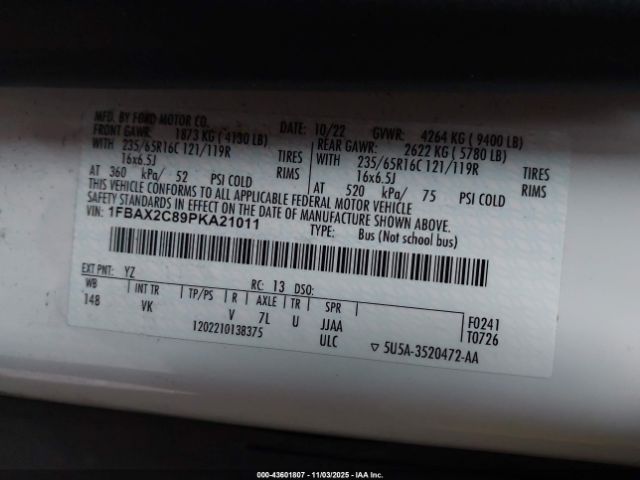 MFD. BY FORD MOTOR CO. DATE: 10/22 GVWR: 4264 KG ( 9400 LB)
FRONT GAWR: 1873 KG ( 4130 LB) REAR GAWR: 2622 KG ( 5780 LB)
WITH 235/65R16C 121/119R TIRES WITH 235/65R16C 121/119R TIRES
16x6.5J RIMS 16x6.5J RIMS
AT 360 kPa/ 52 PSI COLD AT 520 kPa/ 75 PSI COLD
THIS VEHICLE CONFORMS TO ALL APPLICABLE FEDERAL MOTOR VEHICLE
SAFETY STANDARDS IN EFFECT ON THE DATE OF MANUFACTURE SHOWN ABOVE.
VIN: 1FBAX2C89PKA21011
TYPE: Bus (Not school bus)
EXT PNT: YZ RC: 13 DSO:
WB INT TR TP/PS R AXLE TR SPR
148 VK V 7L U JJAA F0241
1202210138375 ULC T0726
▽ 5U5A-3520472-AA
000-43601807 - 11/03/2025 - IAA Inc.